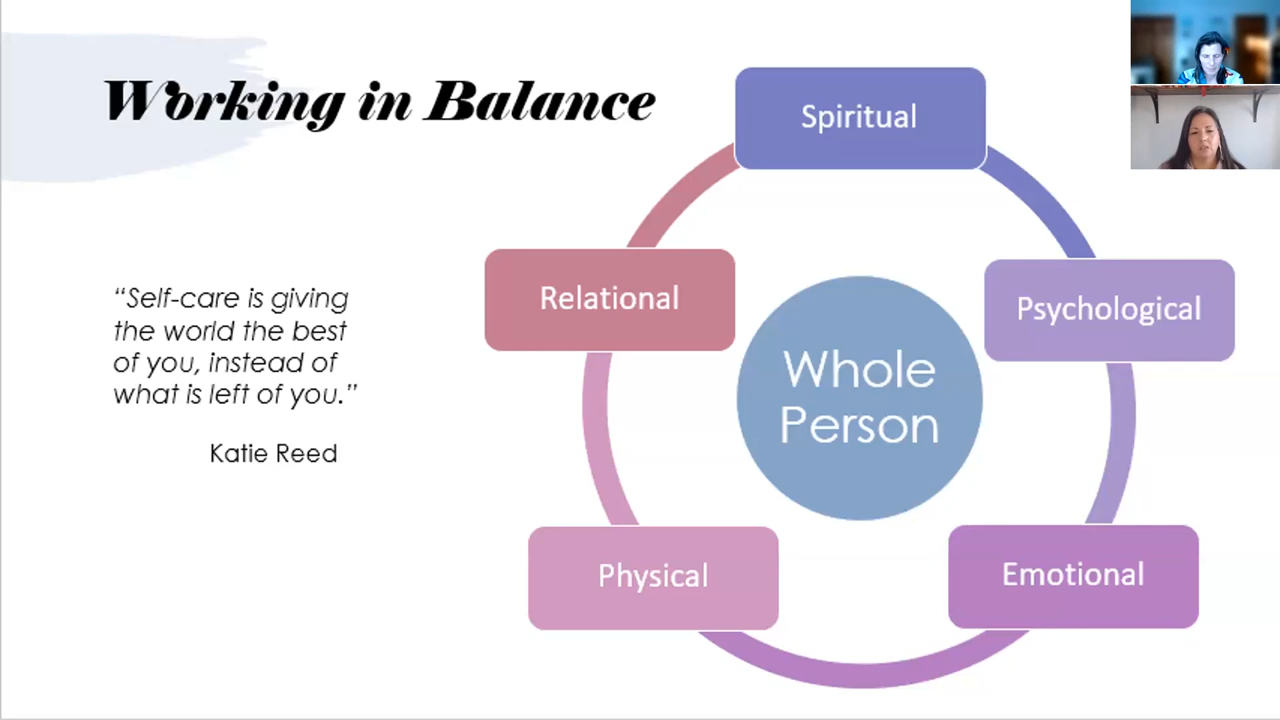 Working in Balance
“Self-care is giving
the world the best
of you, instead of
what is left of you.”
Katie Reed
Spiritual
Psychological
Emotional
Physical
Relational
Whole
Person